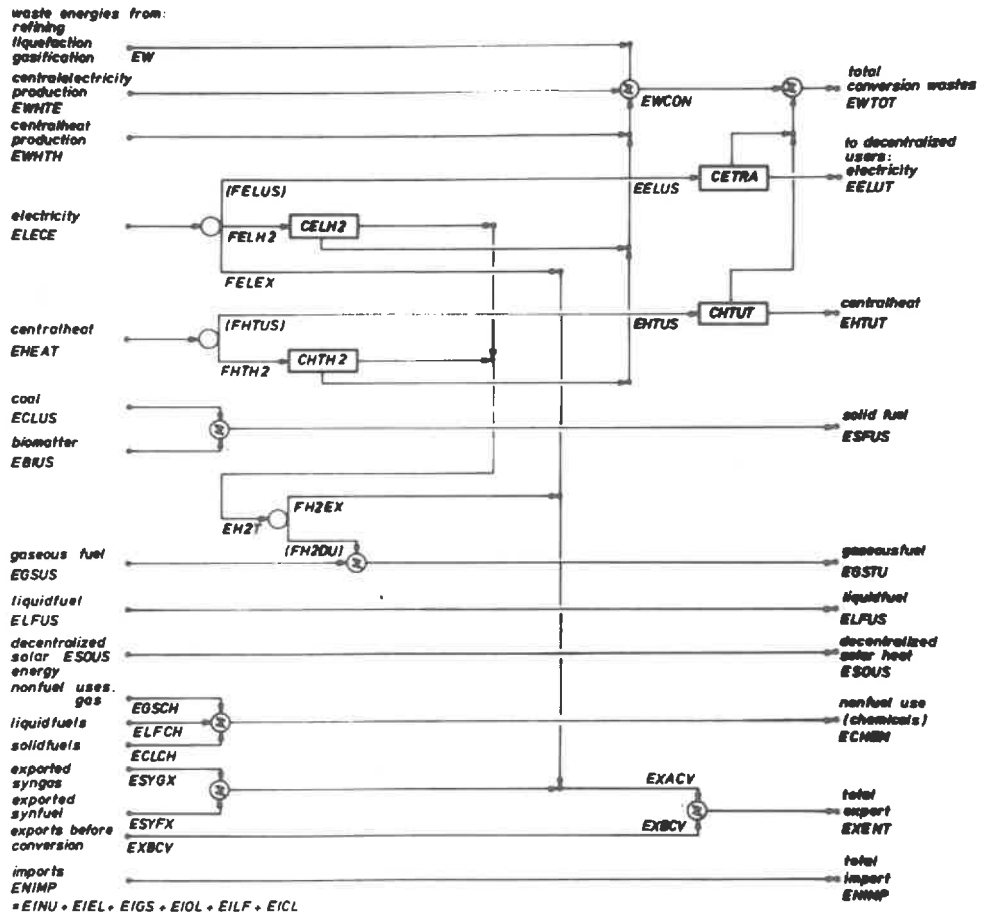 waste energies from:
refining
liquefaction
gasification
EW
centralelectricity
production
EWHTE
centralheat
production
EWHTH
EWCON
total
conversion wastes
EWTOT
to decentralized
users:
electricity
EELUT
(FELUS)
EELUS
CETRA
electricity
ELECE
FELH2
CELH2
FELEX
centralheat
EHEAT
(FHTUS)
EHTUS
CHTUT
centralheat
EHTUT
FHTH2
CHTH2
coal
ECLUS
biomatter
EBIUS
solid fuel
ESFUS
EH2T
FH2EX
(FH2DU)
gaseous fuel
EGSUS
gaseousfuel
EGSTU
liquidfuel
ELFUS
liquidfuel
ELFUS
decentralized
solar ESOUS
energy
decentralized
solar heat
ESOUS
nonfuel uses.
gas
EGSCH
liquidfuels
ELFCH
solidfuels
ECLCH
nonfuel use
(chemicals)
ECHEM
exported
syngas
ESYGX
exported
synfuel
ESYFX
exports before
conversion
EXBCV
EXACV
EXBCV
total
export
EXENT
imports
ENIMP
= EINU + EIEL + EIGS + EIOL + EILF + EICL
total
import
ENIMP